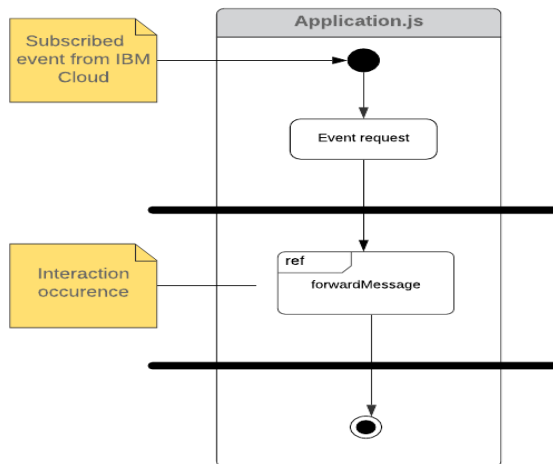 Application.js
Subscribed
event from IBM
Cloud
Event request
ref
forwardMessage
Interaction
occurence